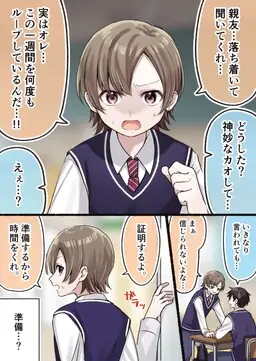 親友…落ち着いて
聞いてくれ…
実はオレ…
この一週間を何度も
ループしているんだ…!!
どうした?
神妙なカオして…
えぇ…?
いきなり
言われても…
まぁ
信じられないよな…
証明するよ。
ガラッ
準備するから
時間をくれ。
準備…?